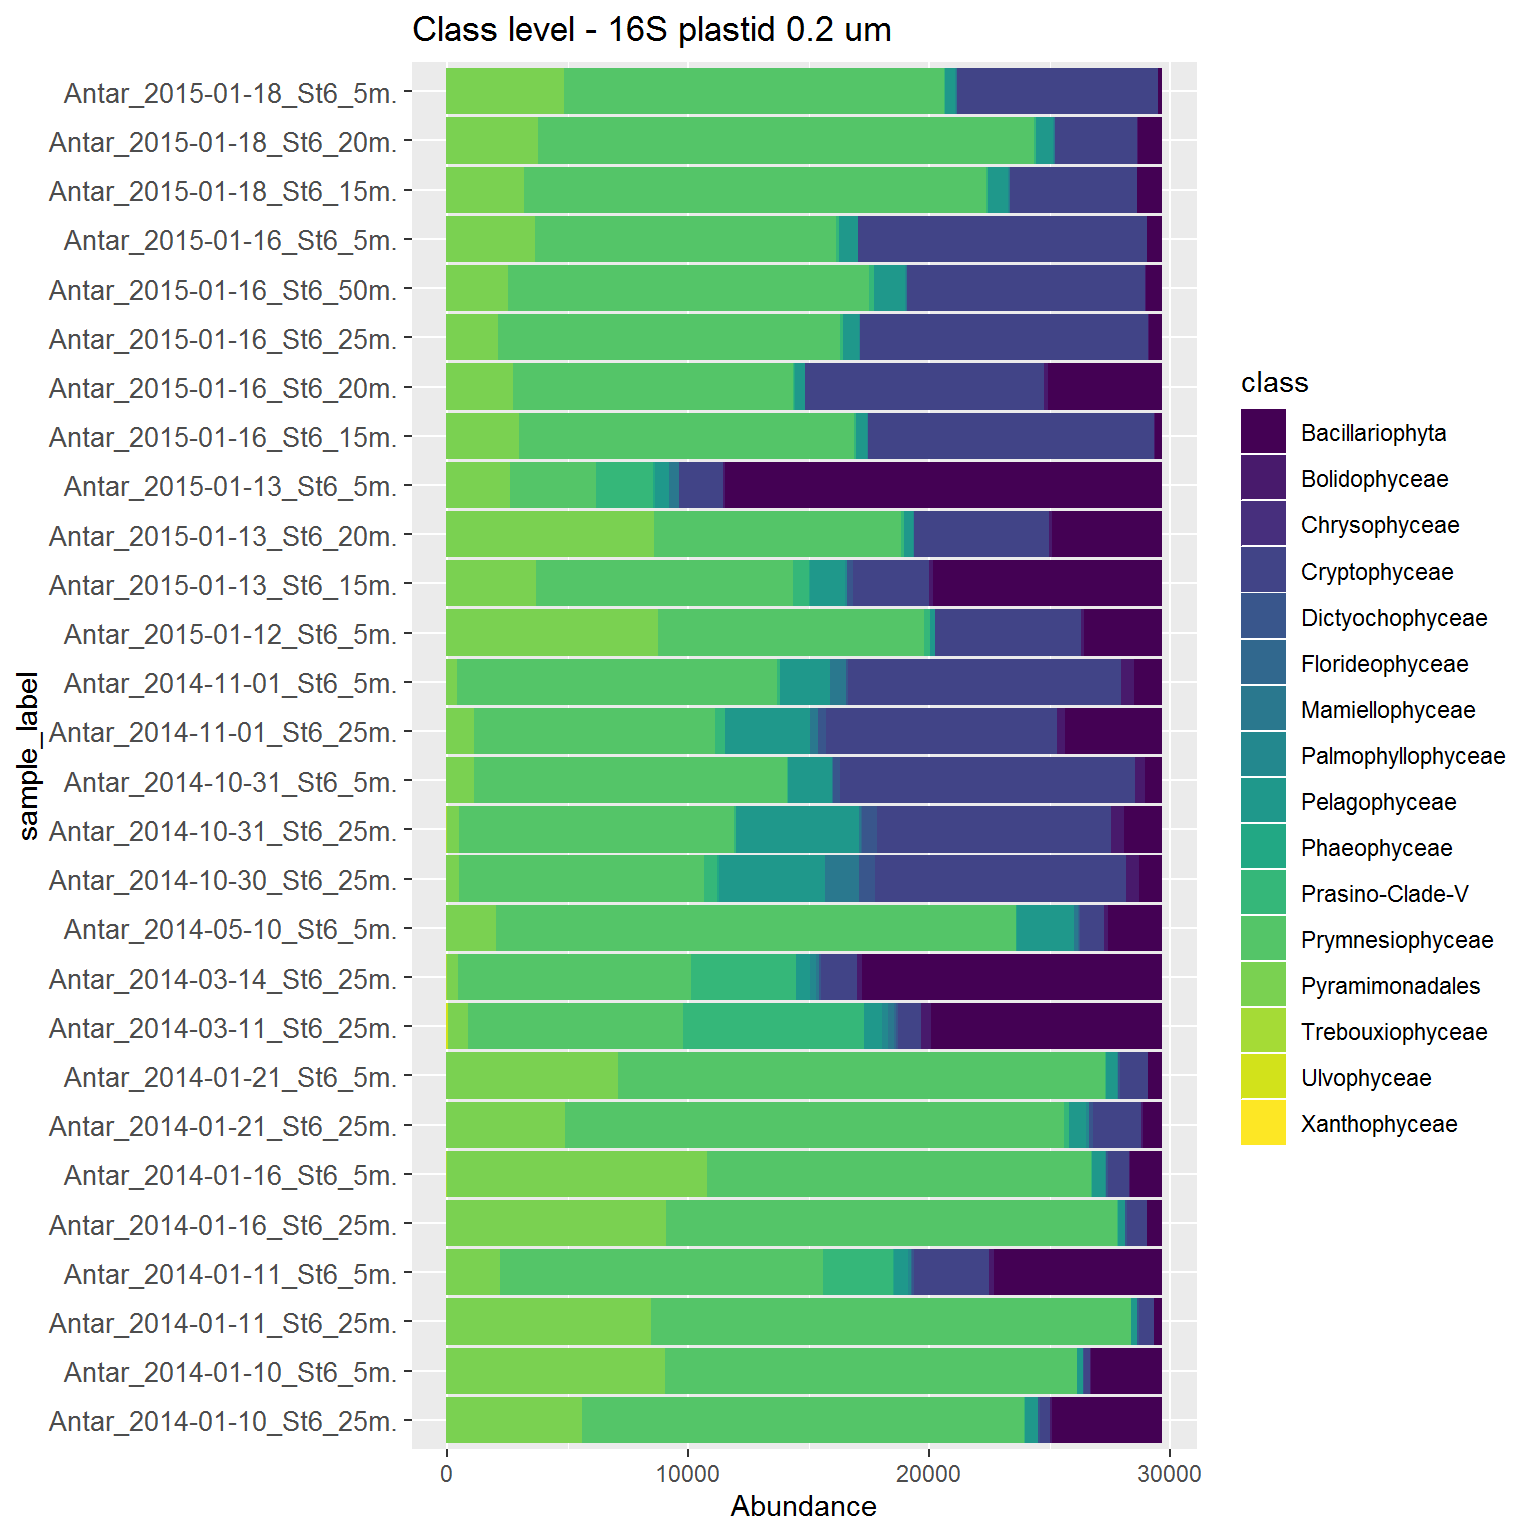 Class level - 16S plastid 0.2 um
Antar_2015-01-18_St6_5m.
Antar_2015-01-18_St6_20m.
Antar_2015-01-18_St6_15m.
Antar_2015-01-16_St6_5m.
Antar_2015-01-16_St6_50m.
Antar_2015-01-16_St6_25m.
Antar_2015-01-16_St6_20m.
Antar_2015-01-16_St6_15m.
Antar_2015-01-13_St6_5m.
Antar_2015-01-13_St6_20m.
Antar_2015-01-13_St6_15m.
Antar_2015-01-12_St6_5m.
Antar_2014-11-01_St6_5m.
Antar_2014-11-01_St6_25m.
Antar_2014-10-31_St6_5m.
Antar_2014-10-31_St6_25m.
Antar_2014-10-30_St6_25m.
Antar_2014-05-10_St6_5m.
Antar_2014-03-14_St6_25m.
Antar_2014-03-11_St6_25m.
Antar_2014-01-21_St6_5m.
Antar_2014-01-21_St6_25m.
Antar_2014-01-16_St6_5m.
Antar_2014-01-16_St6_25m.
Antar_2014-01-11_St6_5m.
Antar_2014-01-11_St6_25m.
Antar_2014-01-10_St6_5m.
Antar_2014-01-10_St6_25m.
sample_label
0
10000
20000
30000
Abundance
class
Bacillariophyta
Bolidophyceae
Chrysophyceae
Cryptophyceae
Dictyochophyceae
Florideophyceae
Mamiellophyceae
Palmophyllophyceae
Pelagophyceae
Phaeophyceae
Prasino-Clade-V
Prymnesiophyceae
Pyramimonadales
Trebouxiophyceae
Ulvophyceae
Xanthophyceae